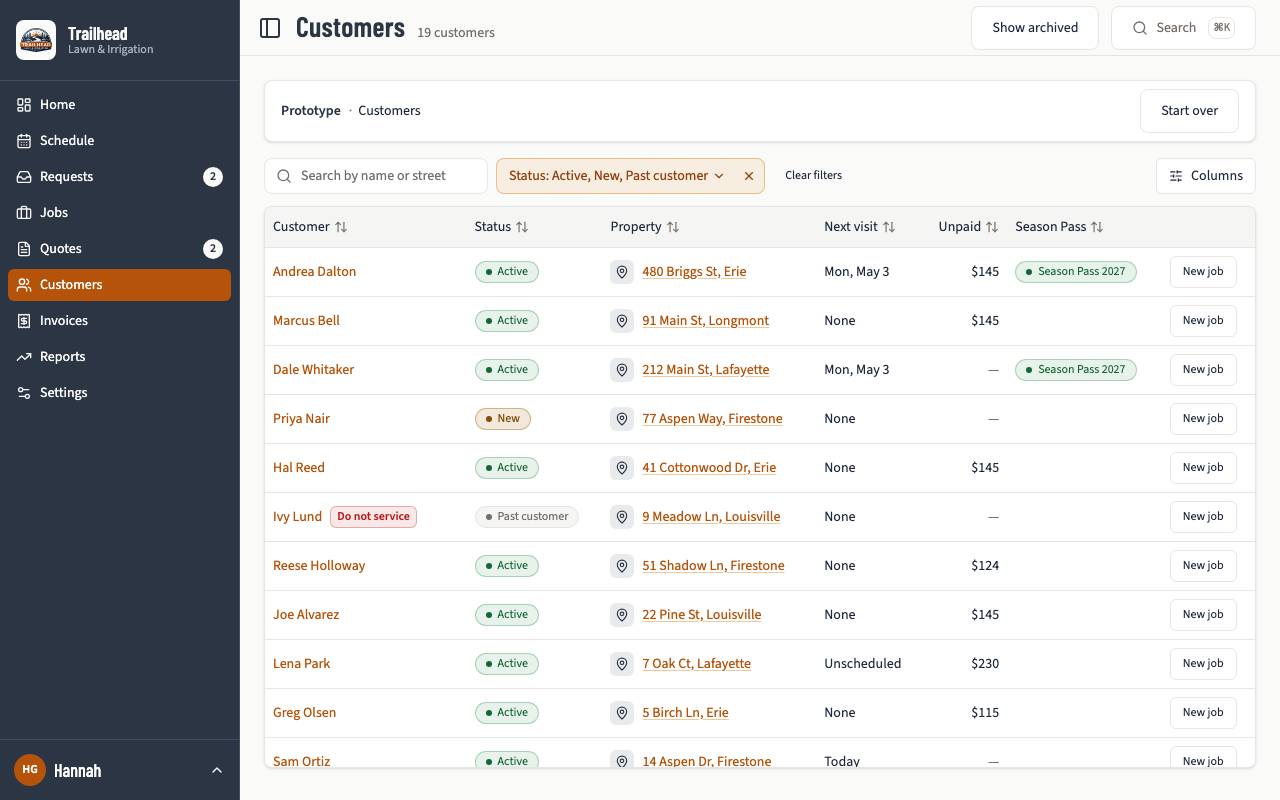 Trailhead
Lawn & Irrigation
Home
Schedule
Requests 2
Jobs
Quotes 2
Customers
Invoices
Reports
Settings
HG Hannah
Customers 19 customers
Show archived
Search ⌘K
Prototype · Customers
Start over
Search by name or street
Status: Active, New, Past customer
Clear filters
Columns
Customer Status Property Next visit Unpaid Season Pass
Andrea Dalton Active 480 Briggs St, Erie Mon, May 3 $145 Season Pass 2027 New job
Marcus Bell Active 91 Main St, Longmont None $145 New job
Dale Whitaker Active 212 Main St, Lafayette Mon, May 3 — Season Pass 2027 New job
Priya Nair New 77 Aspen Way, Firestone None — New job
Hal Reed Active 41 Cottonwood Dr, Erie None $145 New job
Ivy Lund Do not service Past customer 9 Meadow Ln, Louisville None — New job
Reese Holloway Active 51 Shadow Ln, Firestone None $124 New job
Joe Alvarez Active 22 Pine St, Louisville None $145 New job
Lena Park Active 7 Oak Ct, Lafayette Unscheduled $230 New job
Greg Olsen Active 5 Birch Ln, Erie None $115 New job
Sam Ortiz Active 14 Aspen Dr, Firestone Today — New job